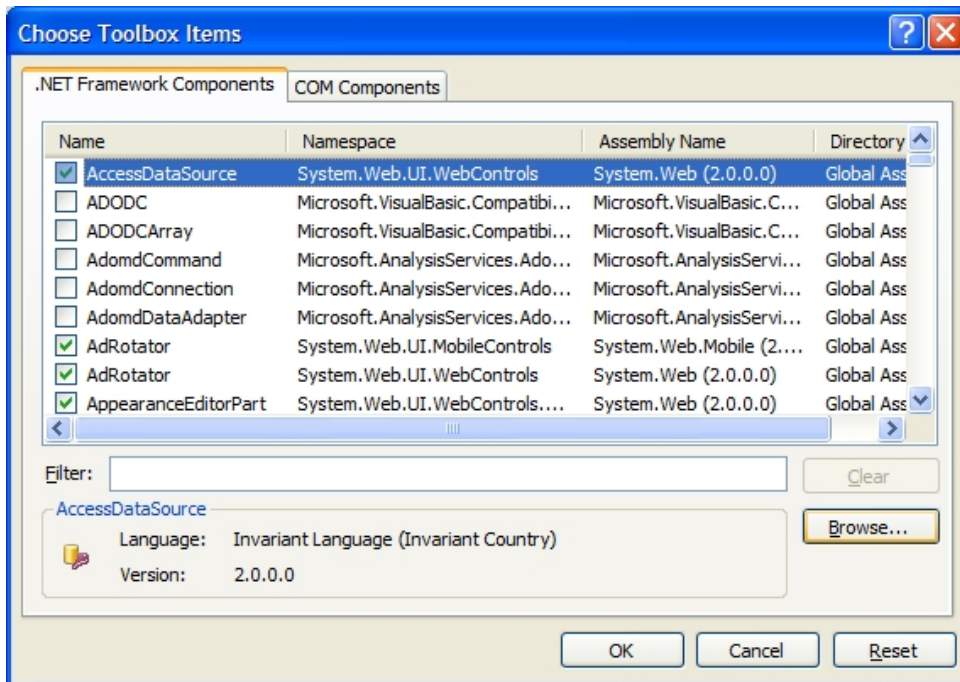 Choose Toolbox Items
.NET Framework Components COM Components
Name Namespace Assembly Name Directory
AccessDataSource System.Web.UI.WebControls System.Web (2.0.0.0) Global Ass
ADODC Microsoft.VisualBasic.Compatibi... Microsoft.VisualBasic.C... Global Ass
ADODCArray Microsoft.VisualBasic.Compatibi... Microsoft.VisualBasic.C... Global Ass
AdomdCommand Microsoft.AnalysisServices.Ado... Microsoft.AnalysisServi... Global Ass
AdomdConnection Microsoft.AnalysisServices.Ado... Microsoft.AnalysisServi... Global Ass
AdomdDataAdapter Microsoft.AnalysisServices.Ado... Microsoft.AnalysisServi... Global Ass
AdRotator System.Web.UI.MobileControls System.Web.Mobile (2.... Global Ass
AdRotator System.Web.UI.WebControls System.Web (2.0.0.0) Global Ass
AppearanceEditorPart System.Web.UI.WebControls.... System.Web (2.0.0.0) Global Ass
Filter: Clear
AccessDataSource
Browse...
Language: Invariant Language (Invariant Country)
Version: 2.0.0.0
OK Cancel Reset